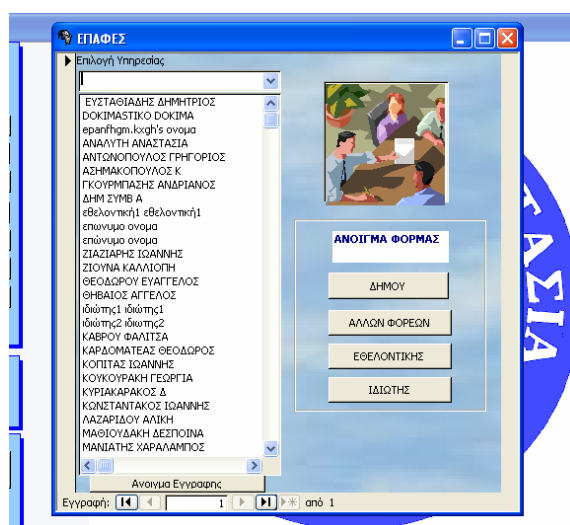 ΕΠΑΦΕΣ
Επιλογή Υπηρεσίας
ΕΥΣΤΑΘΙΑΔΗΣ ΔΗΜΗΤΡΙΟΣ
DOKIMASTIKO DOKIMA
epanfhgm.kxgh's ονομα
ΑΝΑΛΥΤΗ ΑΝΑΣΤΑΣΙΑ
ΑΝΤΩΝΟΠΟΥΛΟΣ ΓΡΗΓΟΡΙΟΣ
ΑΣΗΜΑΚΟΠΟΥΛΟΣ Κ
ΓΚΟΥΡΜΠΑΣΗΣ ΑΝΔΡΙΑΝΟΣ
ΔΗΜ ΣΥΜΒ Α
εθελοντική1 εθελοντική1
επωνυμο ονομα
επώνυμο ονομα
ΖΙΑΖΙΑΡΗΣ ΙΩΑΝΝΗΣ
ΖΙΟΥΝΑ ΚΑΛΛΙΟΠΗ
ΘΕΟΔΩΡΟΥ ΕΥΑΓΓΕΛΟΣ
ΘΗΒΑΙΟΣ ΑΓΓΕΛΟΣ
ιδιώτης1 ιδιώτης1
ιδιώτης2 ιδιωτης2
ΚΑΒΡΟΥ ΦΑΛΙΤΣΑ
ΚΑΡΔΟΜΑΤΕΑΣ ΘΕΟΔΩΡΟΣ
ΚΟΠΙΤΑΣ ΙΩΑΝΝΗΣ
ΚΟΥΚΟΥΡΑΚΗ ΓΕΩΡΓΙΑ
ΚΥΡΙΑΚΑΡΑΚΟΣ Δ
ΚΩΝΣΤΑΝΤΑΚΟΣ ΙΩΑΝΝΗΣ
ΛΑΖΑΡΙΔΟΥ ΑΛΙΚΗ
ΜΑΘΙΟΥΔΑΚΗ ΔΕΣΠΟΙΝΑ
ΜΑΝΙΑΤΗΣ ΧΑΡΑΛΑΜΠΟΣ
Ανοιγμα Εγγραφης
Εγγραφή: 1 από 1
ΑΝΟΙΓΜΑ ΦΟΡΜΑΣ
ΔΗΜΟΥ
ΑΛΛΩΝ ΦΟΡΕΩΝ
ΕΘΕΛΟΝΤΙΚΗΣ
ΙΔΙΩΤΗΣ
ΤΑΣΙΑ